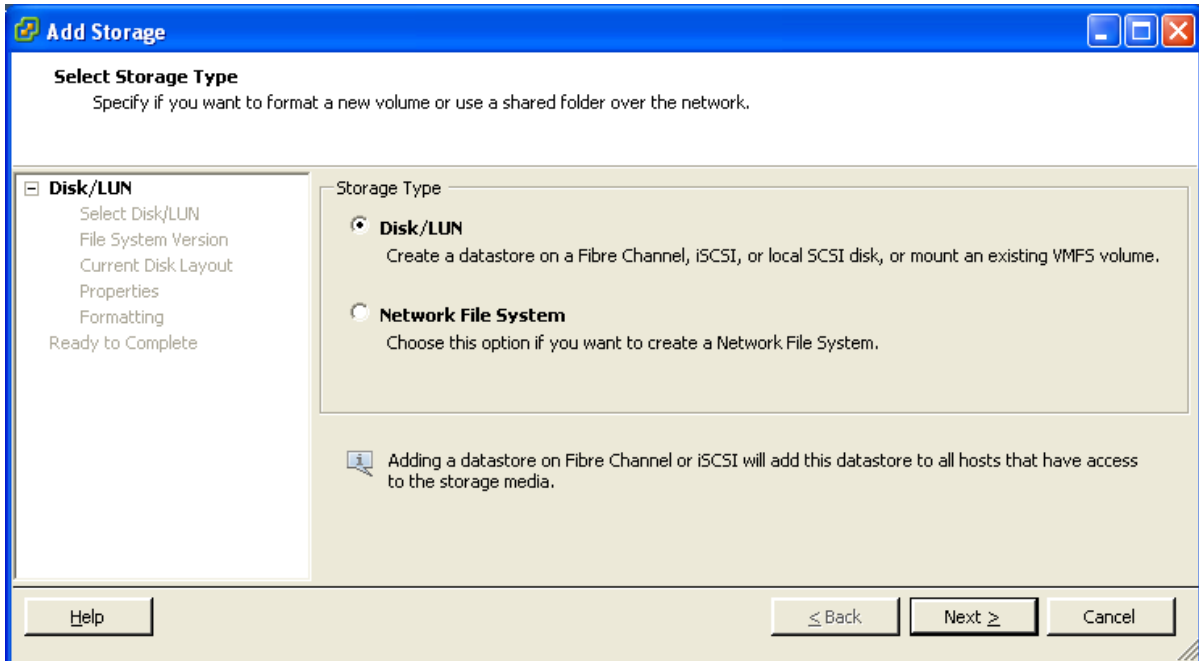 Add Storage
Select Storage Type
Specify if you want to format a new volume or use a shared folder over the network.
Disk/LUN
Select Disk/LUN
File System Version
Current Disk Layout
Properties
Formatting
Ready to Complete
Storage Type
Disk/LUN
Create a datastore on a Fibre Channel, iSCSI, or local SCSI disk, or mount an existing VMFS volume.
Network File System
Choose this option if you want to create a Network File System.
Adding a datastore on Fibre Channel or iSCSI will add this datastore to all hosts that have access
to the storage media.
Help
< Back
Next >
Cancel